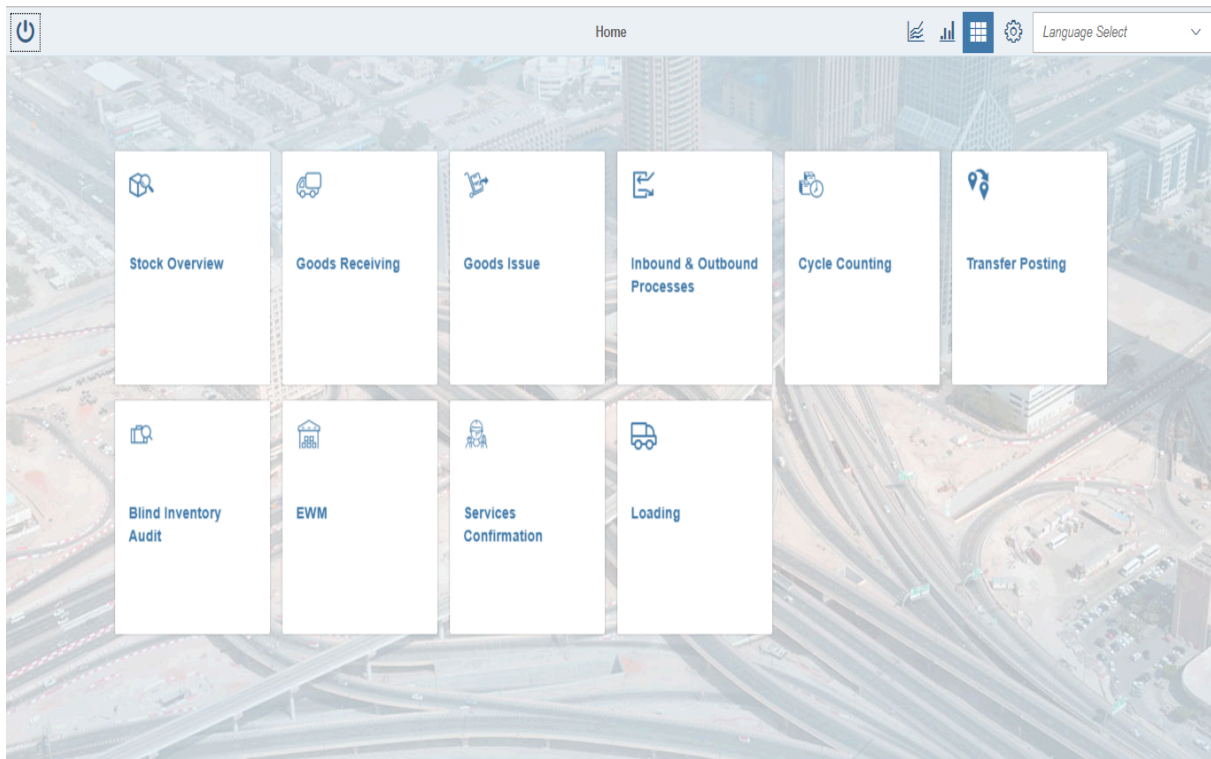 Home
Language Select
Stock Overview
Goods Receiving
Goods Issue
Inbound & Outbound
Processes
Cycle Counting
Transfer Posting
Blind Inventory
Audit
EWM
Services
Confirmation
Loading